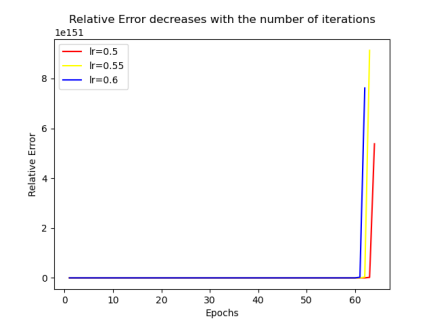 Relative Error decreases with the number of iterations
1e151
lr=0.5
lr=0.55
lr=0.6
8
6
4
2
0
Relative Error
0 10 20 30 40 50 60
Epochs